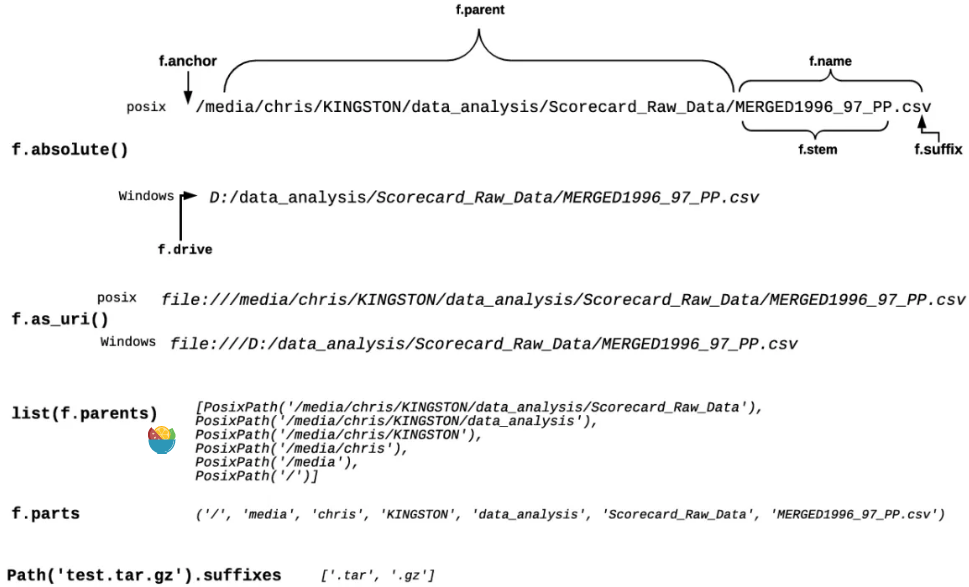 f.parent
f.anchor
f.name
posix /media/chris/KINGSTON/data_analysis/Scorecard_Raw_Data/MERGED1996_97_PP.csv
f.absolute()
f.stem
f.suffix
Windows D:/data_analysis/Scorecard_Raw_Data/MERGED1996_97_PP.csv
f.drive
posix file:///media/chris/KINGSTON/data_analysis/Scorecard_Raw_Data/MERGED1996_97_PP.csv
f.as_uri()
Windows file:///D:/data_analysis/Scorecard_Raw_Data/MERGED1996_97_PP.csv
list(f.parents) [PosixPath('/media/chris/KINGSTON/data_analysis/Scorecard_Raw_Data'),
PosixPath('/media/chris/KINGSTON/data_analysis'),
PosixPath('/media/chris/KINGSTON'),
PosixPath('/media/chris'),
PosixPath('/media'),
PosixPath('/')]
f.parts ('/', 'media', 'chris', 'KINGSTON', 'data_analysis', 'Scorecard_Raw_Data', 'MERGED1996_97_PP.csv')
Path('test.tar.gz').suffixes ['.tar', '.gz']